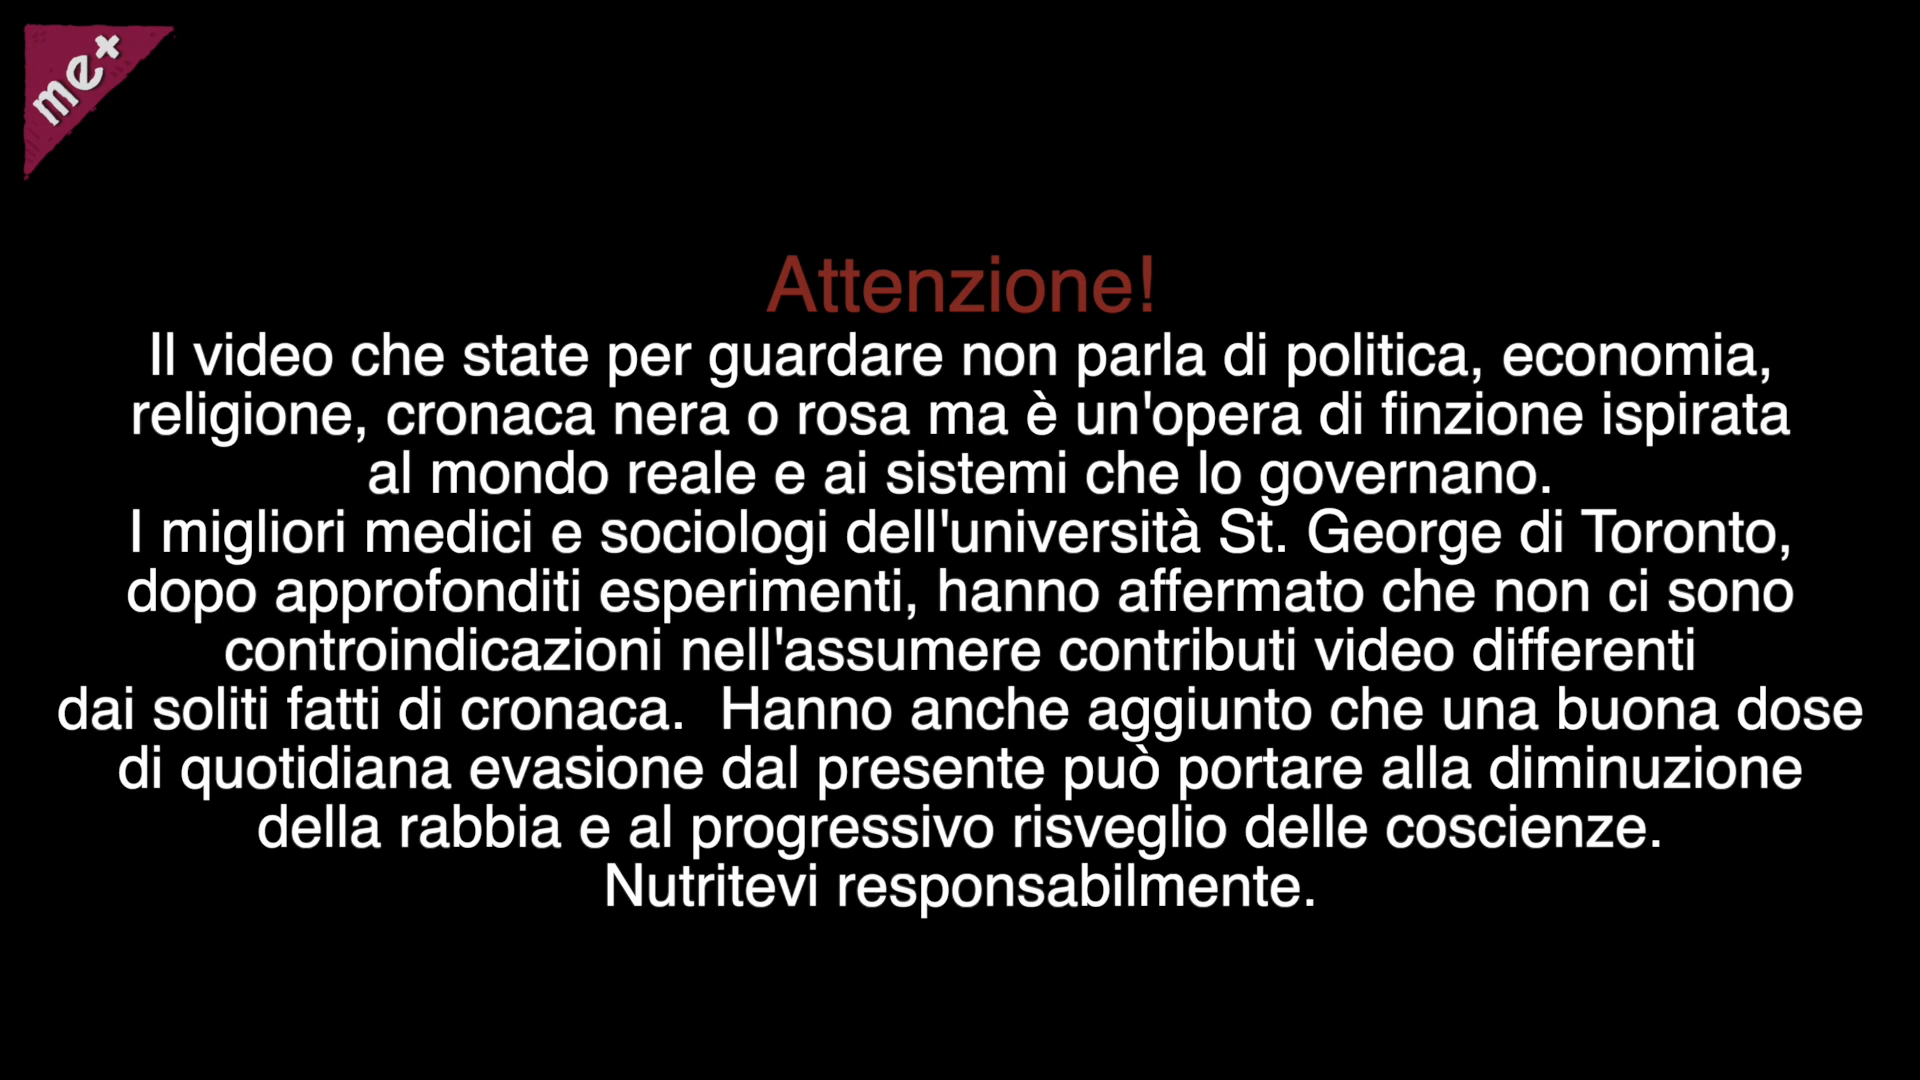 me+
Attenzione!
Il video che state per guardare non parla di politica, economia,
religione, cronaca nera o rosa ma è un'opera di finzione ispirata
al mondo reale e ai sistemi che lo governano.
I migliori medici e sociologi dell'università St. George di Toronto,
dopo approfonditi esperimenti, hanno affermato che non ci sono
controindicazioni nell'assumere contributi video differenti
dai soliti fatti di cronaca.  Hanno anche aggiunto che una buona dose
di quotidiana evasione dal presente può portare alla diminuzione
della rabbia e al progressivo risveglio delle coscienze.
Nutritevi responsabilmente.